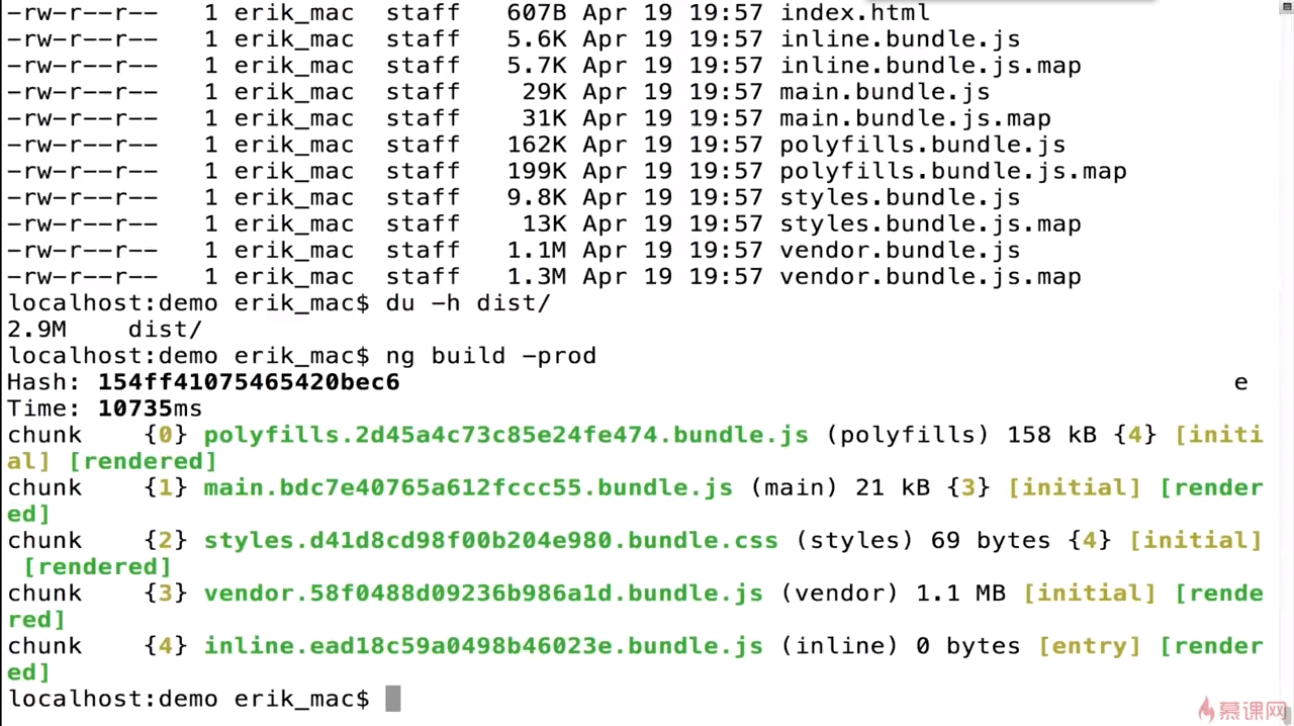 -rw-r--r--   1 erik_mac  staff   607B Apr 19 19:57 index.html
-rw-r--r--   1 erik_mac  staff   5.6K Apr 19 19:57 inline.bundle.js
-rw-r--r--   1 erik_mac  staff   5.7K Apr 19 19:57 inline.bundle.js.map
-rw-r--r--   1 erik_mac  staff    29K Apr 19 19:57 main.bundle.js
-rw-r--r--   1 erik_mac  staff    31K Apr 19 19:57 main.bundle.js.map
-rw-r--r--   1 erik_mac  staff   162K Apr 19 19:57 polyfills.bundle.js
-rw-r--r--   1 erik_mac  staff   199K Apr 19 19:57 polyfills.bundle.js.map
-rw-r--r--   1 erik_mac  staff   9.8K Apr 19 19:57 styles.bundle.js
-rw-r--r--   1 erik_mac  staff    13K Apr 19 19:57 styles.bundle.js.map
-rw-r--r--   1 erik_mac  staff   1.1M Apr 19 19:57 vendor.bundle.js
-rw-r--r--   1 erik_mac  staff   1.3M Apr 19 19:57 vendor.bundle.js.map
localhost:demo erik_mac$ du -h dist/
2.9M    dist/
localhost:demo erik_mac$ ng build -prod
Hash: 154ff41075465420bec6 e
Time: 10735ms
chunk    {0} polyfills.2d45a4c73c85e24fe474.bundle.js (polyfills) 158 kB {4} [initi
al] [rendered]
chunk    {1} main.bdc7e40765a612fccc55.bundle.js (main) 21 kB {3} [initial] [render
ed]
chunk    {2} styles.d41d8cd98f00b204e980.bundle.css (styles) 69 bytes {4} [initial]
 [rendered]
chunk    {3} vendor.58f0488d09236b986a1d.bundle.js (vendor) 1.1 MB [initial] [rende
red]
chunk    {4} inline.ead18c59a0498b46023e.bundle.js (inline) 0 bytes [entry] [render
ed]
localhost:demo erik_mac$
慕课网